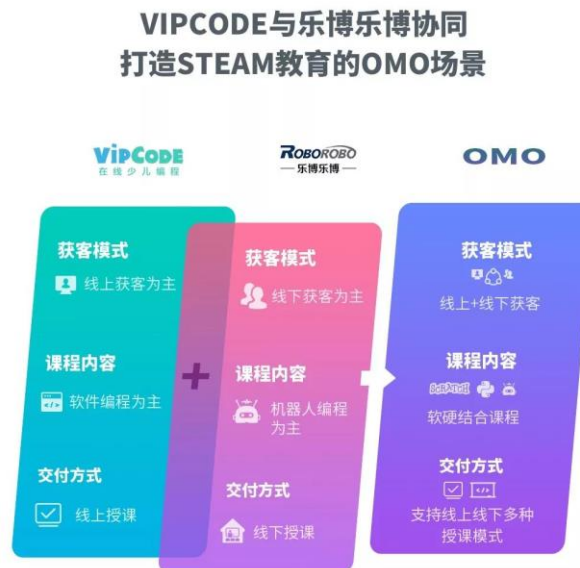 VIPCODE与乐博乐博协同
打造STEAM教育的OMO场景
VIPCODE
在线少儿编程
ROBOROBO
乐博乐博
OMO
获客模式
线上获客为主
课程内容
软件编程为主
交付方式
线上授课
获客模式
线下获客为主
课程内容
机器人编程
为主
交付方式
线下授课
获客模式
线上+线下获客
课程内容
软硬结合课程
交付方式
支持线上线下多种
授课模式